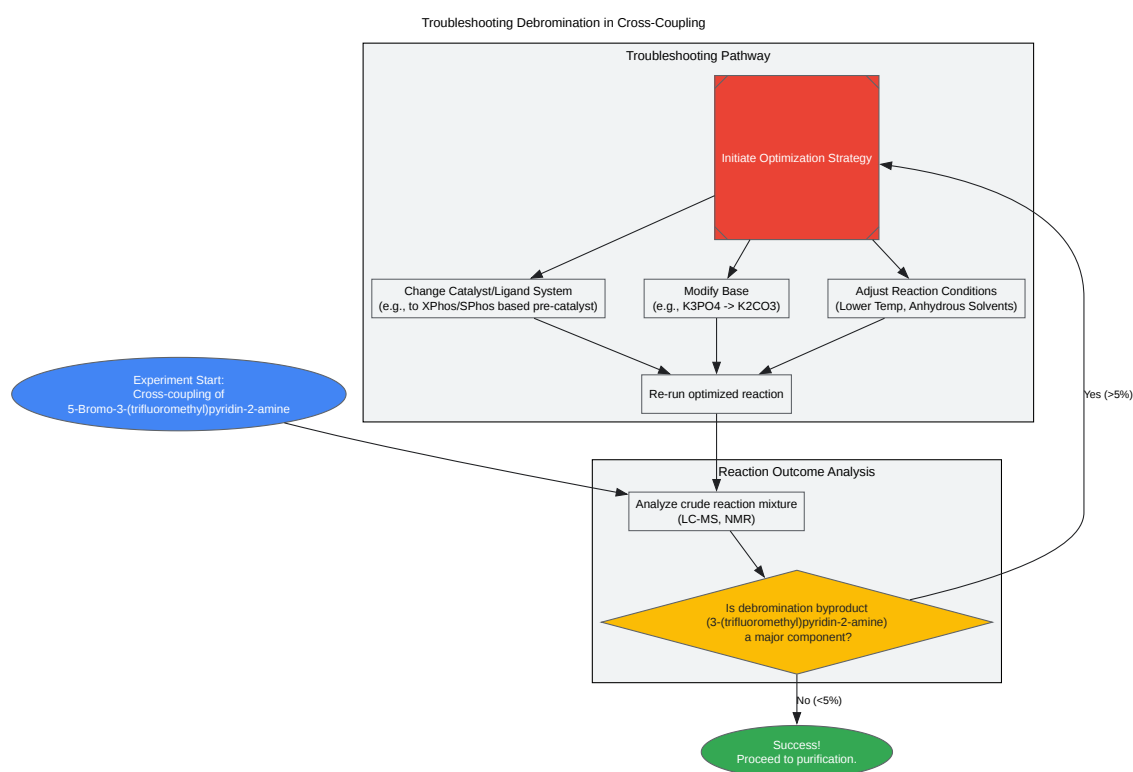 Troubleshooting Debromination in Cross-Coupling
Troubleshooting Pathway
Initiate Optimization Strategy
Change Catalyst/Ligand System
(e.g., to XPhos/SPhos based pre-catalyst)
Modify Base
(e.g., K3PO4 -> K2CO3)
Adjust Reaction Conditions
(Lower Temp, Anhydrous Solvents)
Re-run optimized reaction
Experiment Start:
Cross-coupling of
5-Bromo-3-(trifluoromethyl)pyridin-2-amine
Yes (>5%)
Reaction Outcome Analysis
Analyze crude reaction mixture
(LC-MS, NMR)
Is debromination byproduct
(3-(trifluoromethyl)pyridin-2-amine)
a major component?
No (<5%)
Success!
Proceed to purification.